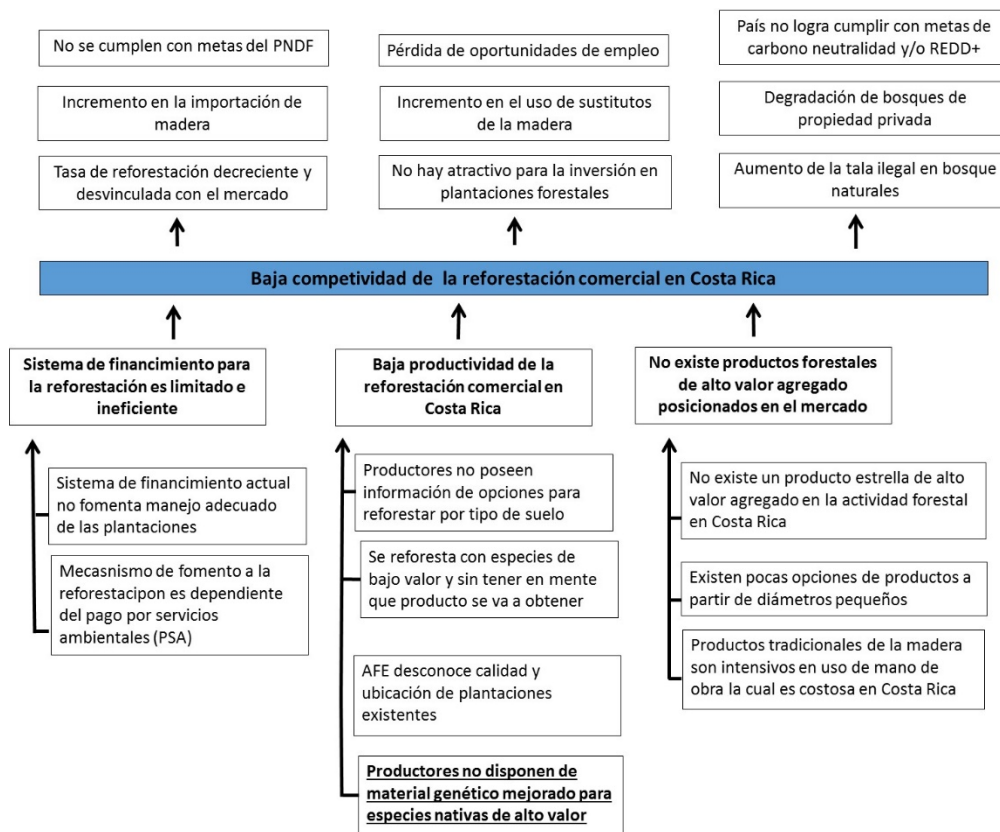 No se cumplen con metas del PNDF
Incremento en la importación de
madera
Tasa de reforestación decreciente y
desvinculada con el mercado
Pérdida de oportunidades de empleo
Incremento en el uso de sustitutos
de la madera
No hay atractivo para la inversión en
plantaciones forestales
País no logra cumplir con metas de
carbono neutralidad y/o REDD+
Degradación de bosques de
propiedad privada
Aumento de la tala ilegal en bosque
naturales
Baja competividad de la reforestación comercial en Costa Rica
Sistema de financimiento para
la reforestación es limitado e
ineficiente
Sistema de financimiento actual
no fomenta manejo adecuado
de las plantaciones
Mecasnismo de fomento a la
reforestacipon es dependiente
del pago por servicios
ambientales (PSA)
Baja productividad de la
reforestación comercial en
Costa Rica
Productores no poseen
información de opciones para
reforestar por tipo de suelo
Se reforesta con especies de
bajo valor y sin tener en mente
que producto se va a obtener
AFE desconoce calidad y
ubicación de plantaciones
existentes
Productores no disponen de
material genético mejorado para
especies nativas de alto valor
No existe productos forestales
de alto valor agregado
posicionados en el mercado
No existe un producto estrella de alto
valor agregado en la actividad forestal
en Costa Rica
Existen pocas opciones de productos a
partir de diámetros pequeños
Productos tradicionales de la madera
son intensivos en uso de mano de
obra la cual es costosa en Costa Rica